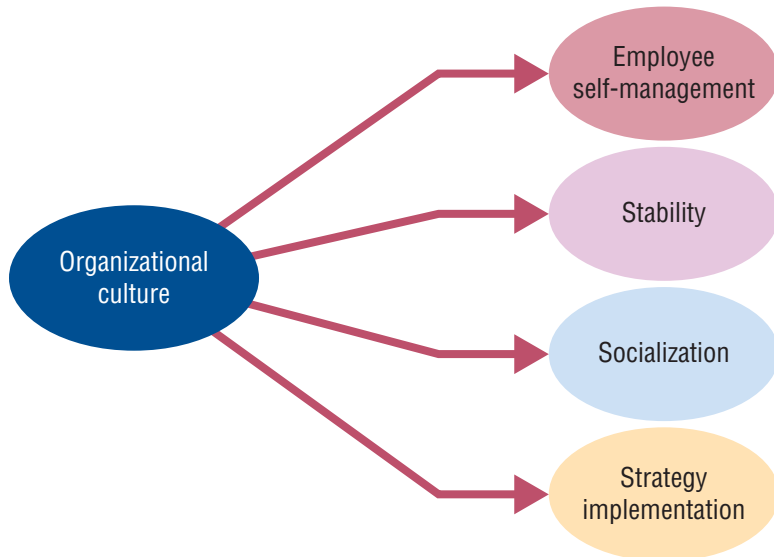 Organizational
culture
Employee
self-management
Stability
Socialization
Strategy
implementation